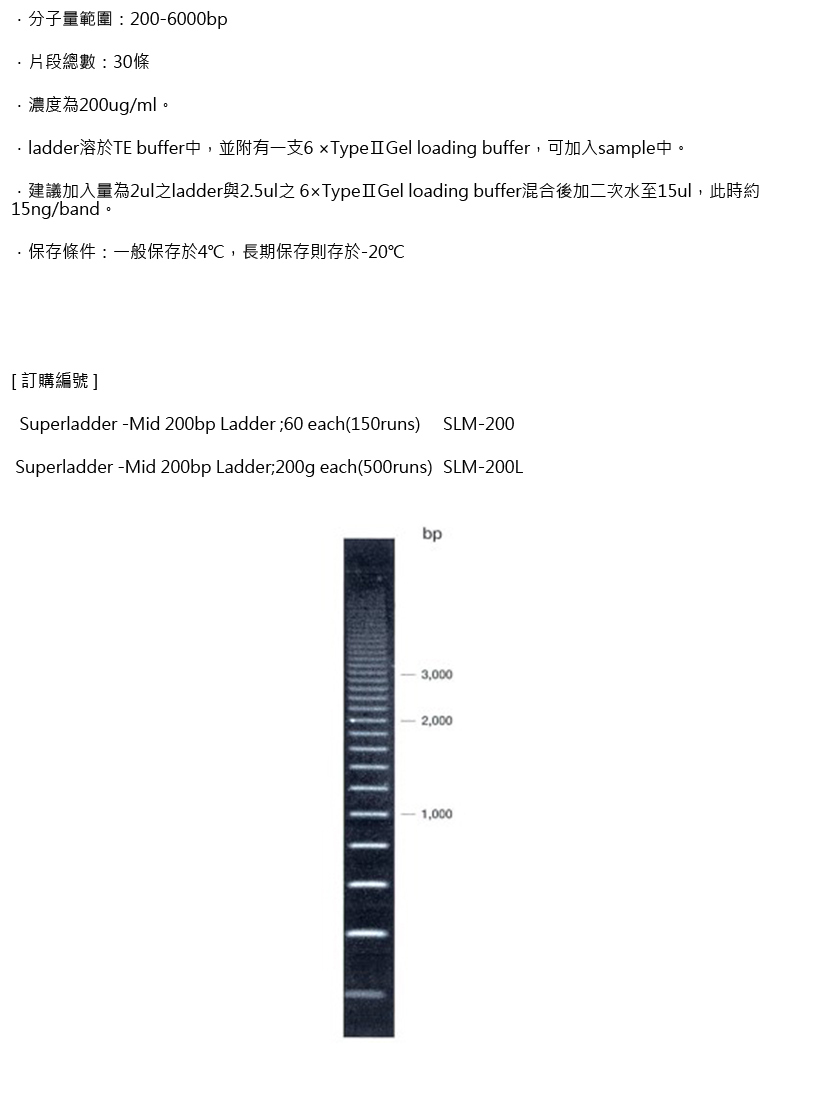 ．分子量範圍：200-6000bp
．片段總數：30條
．濃度為200ug/ml。
．ladder溶於TE buffer中，並附有一支6 ×TypeⅡGel loading buffer，可加入sample中。
．建議加入量為2ul之ladder與2.5ul之 6×TypeⅡGel loading buffer混合後加二次水至15ul，此時約
15ng/band。
．保存條件：一般保存於4℃，長期保存則存於-20℃
[ 訂購編號 ]
Superladder -Mid 200bp Ladder ;60 each(150runs) SLM-200
Superladder -Mid 200bp Ladder;200g each(500runs) SLM-200L
bp
3,000
2,000
1,000